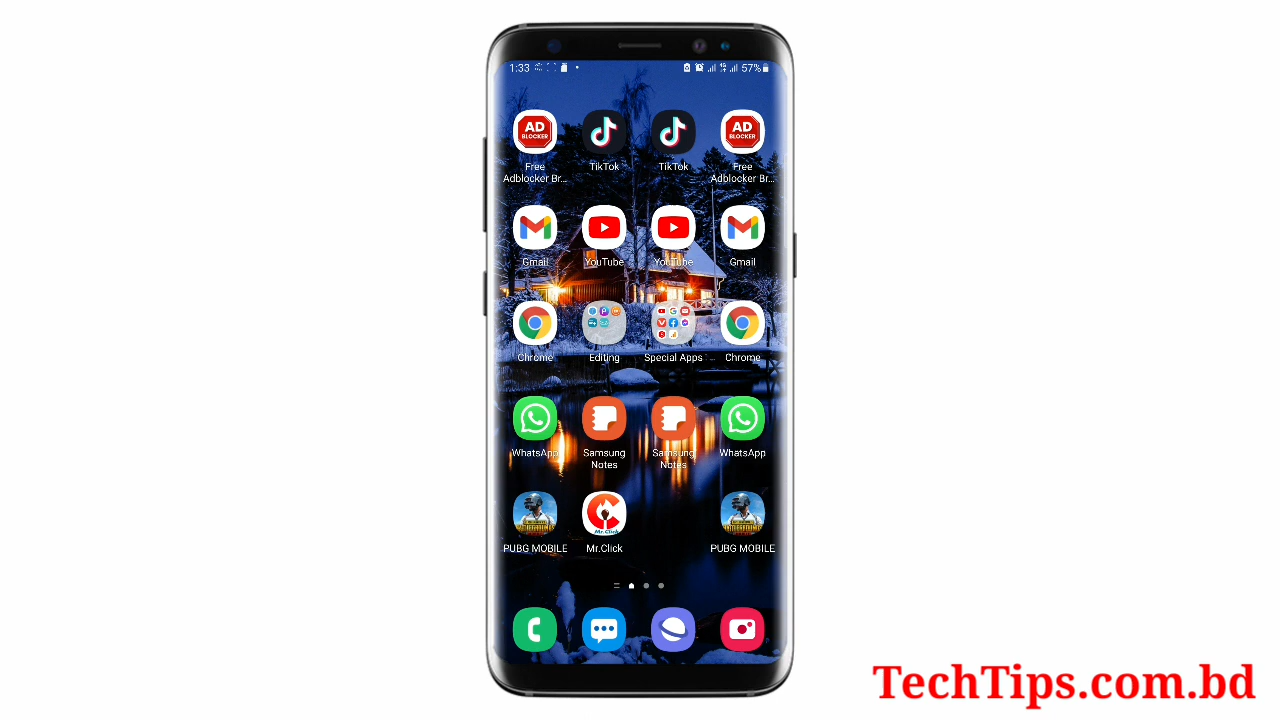 1:33
57%
AD
BLOCKER
AD
BLOCKER
Free
Adblocker Br...
TikTok
TikTok
Free
Adblocker Br...
Gmail
YouTube
YouTube
Gmail
Chrome
Editing
Special Apps
Chrome
WhatsApp
Samsung
Notes
Samsung
Notes
WhatsApp
Mr.Click
PUBG MOBILE
Mr.Click
PUBG MOBILE
TechTips.com.bd